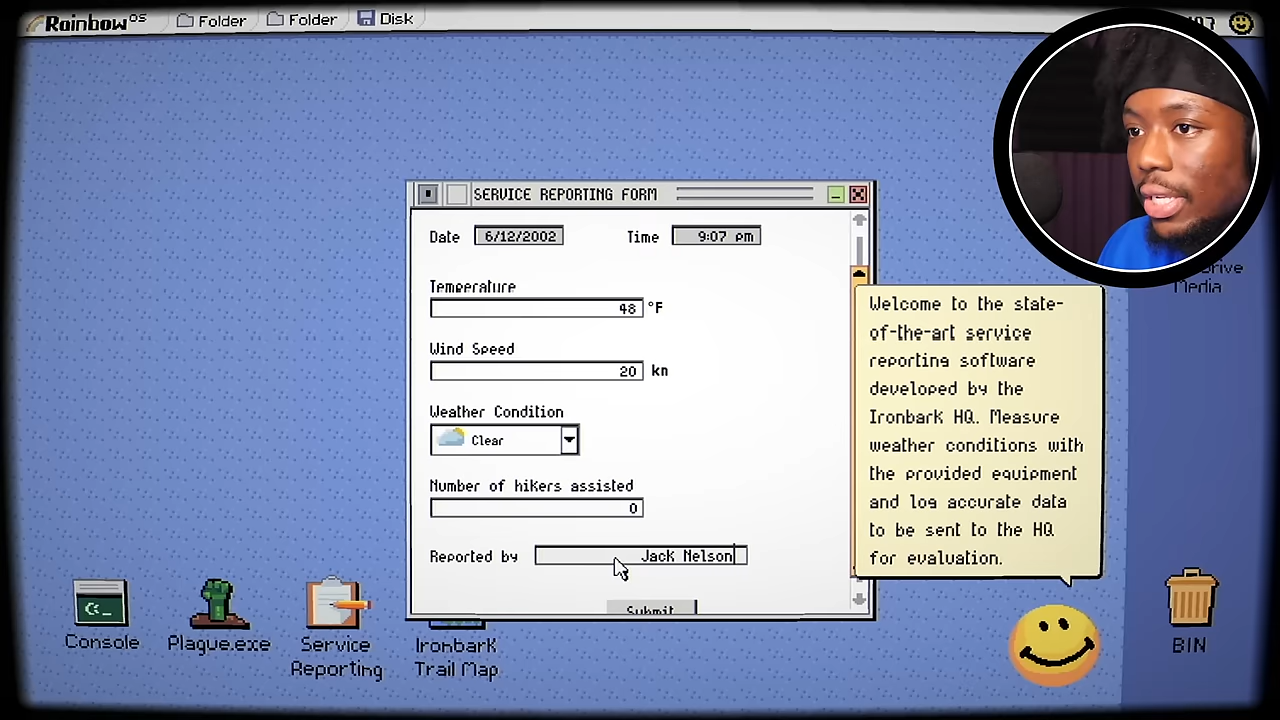 RainbowOS
Folder
Folder
Disk
SERVICE REPORTING FORM
Date 6/12/2002 Time 9:07 pm
Temperature
48 °F
Wind Speed
20 kn
Weather Condition
Clear
Number of hikers assisted
0
Reported by Jack Nelson
Submit
Welcome to the state-
of-the-art service
reporting software
developed by the
Ironbark HQ. Measure
weather conditions with
the provided equipment
and log accurate data
to be sent to the HQ
for evaluation.
Media
Console
Plague.exe
Service
Reporting
Ironbark
Trail Map
BIN